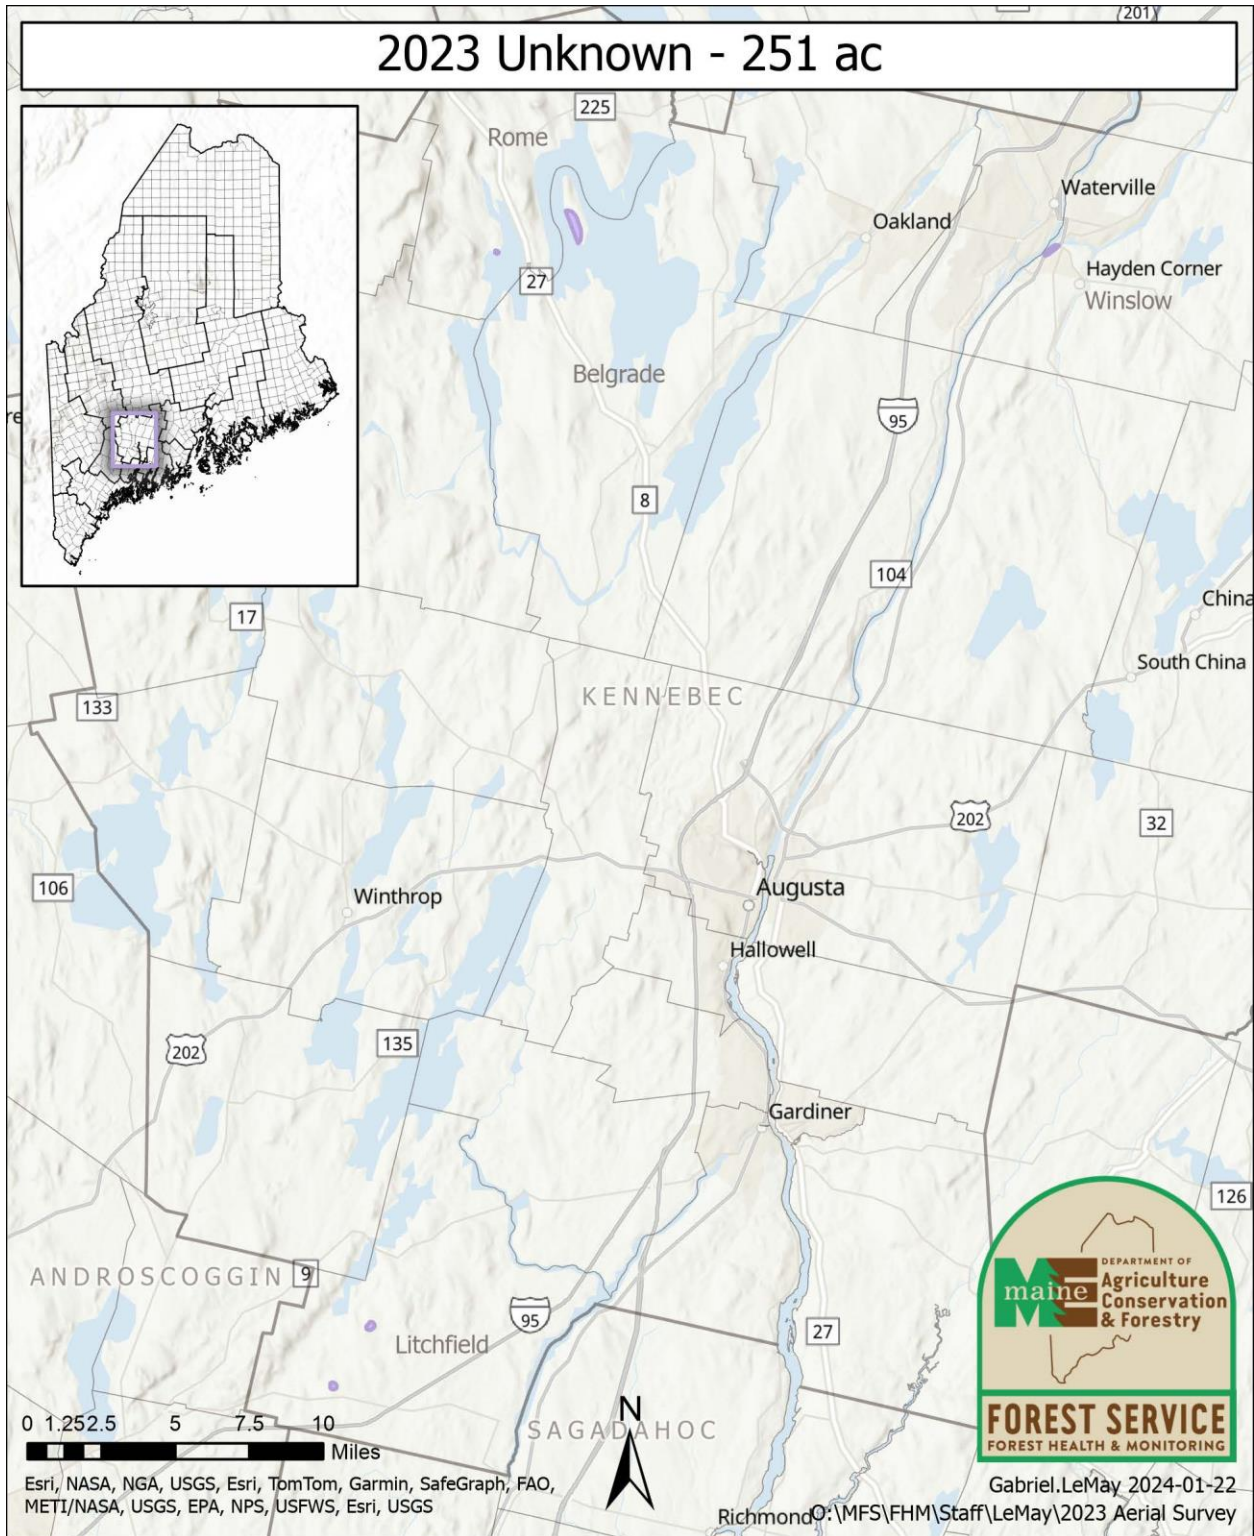 (201)
2023 Unknown - 251 ac
225
Rome
Waterville
Oakland
Hayden Corner
27
Winslow
Belgrade
95
re
8
104
China
17
South China
KENNEBEC
133
202
32
106
Winthrop
Augusta
Hallowell
135
202
Gardiner
126
ANDROSCOGGIN
9
95
27
Litchfield
DEPARTMENT OF
maine
ME
Agriculture
Conservation
& Forestry
FOREST SERVICE
FOREST HEALTH & MONITORING
N
SAGADAHOC
0 1.25 2.5 5 7.5 10
Miles
Esri, NASA, NGA, USGS, Esri, TomTom, Garmin, SafeGraph, FAO,
METI/NASA, USGS, EPA, NPS, USFWS, Esri, USGS
Gabriel.LeMay 2024-01-22
Richmond
O:\MFS\FHM\Staff\LeMay\2023 Aerial Survey